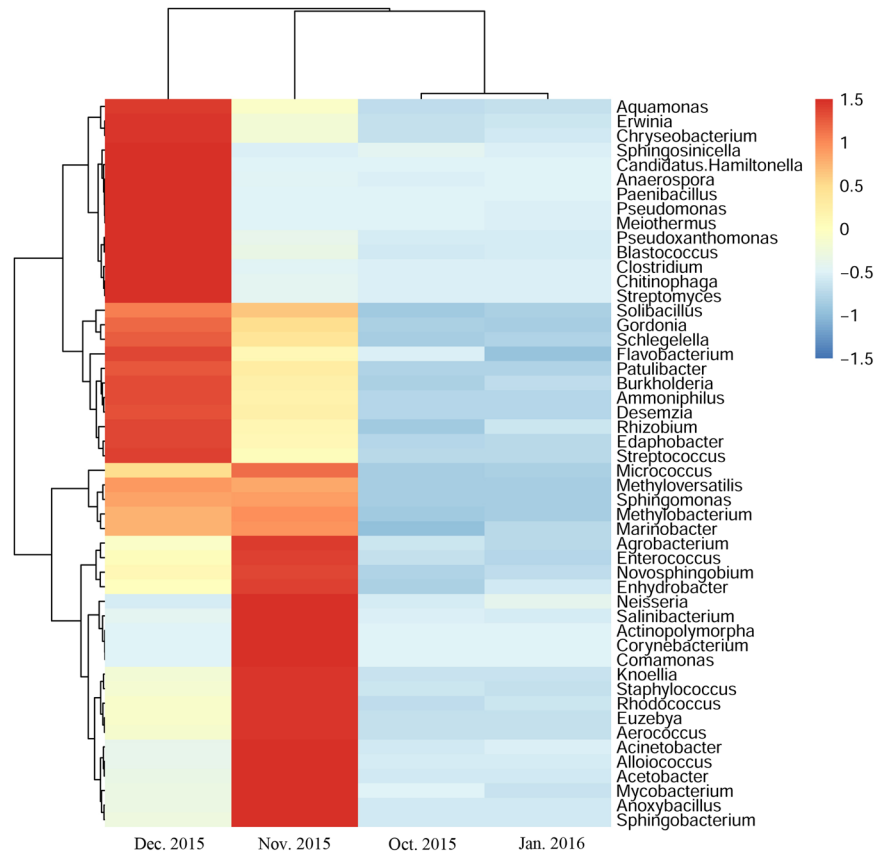 Aquamonas
Erwinia
Chryseobacterium
Sphingosinicella
Candidatus.Hamiltonella
Anaerospora
Paenibacillus
Pseudomonas
Meiothermus
Pseudoxanthomonas
Blastococcus
Clostridium
Chitinophaga
Streptomyces
Solibacillus
Gordonia
Schlegelella
Flavobacterium
Patulibacter
Burkholderia
Ammoniphilus
Desemzia
Rhizobium
Edaphobacter
Streptococcus
Micrococcus
Methyloversatilis
Sphingomonas
Methylobacterium
Marinobacter
Agrobacterium
Enterococcus
Novosphingobium
Enhydrobacter
Neisseria
Salinibacterium
Actinopolymorpha
Corynebacterium
Comamonas
Knoellia
Staphylococcus
Rhodococcus
Euzebya
Aerococcus
Acinetobacter
Alloiococcus
Acetobacter
Mycobacterium
Anoxybacillus
Sphingobacterium
1.5
1
0.5
0
−0.5
−1
−1.5
Dec. 2015 Nov. 2015 Oct. 2015 Jan. 2016